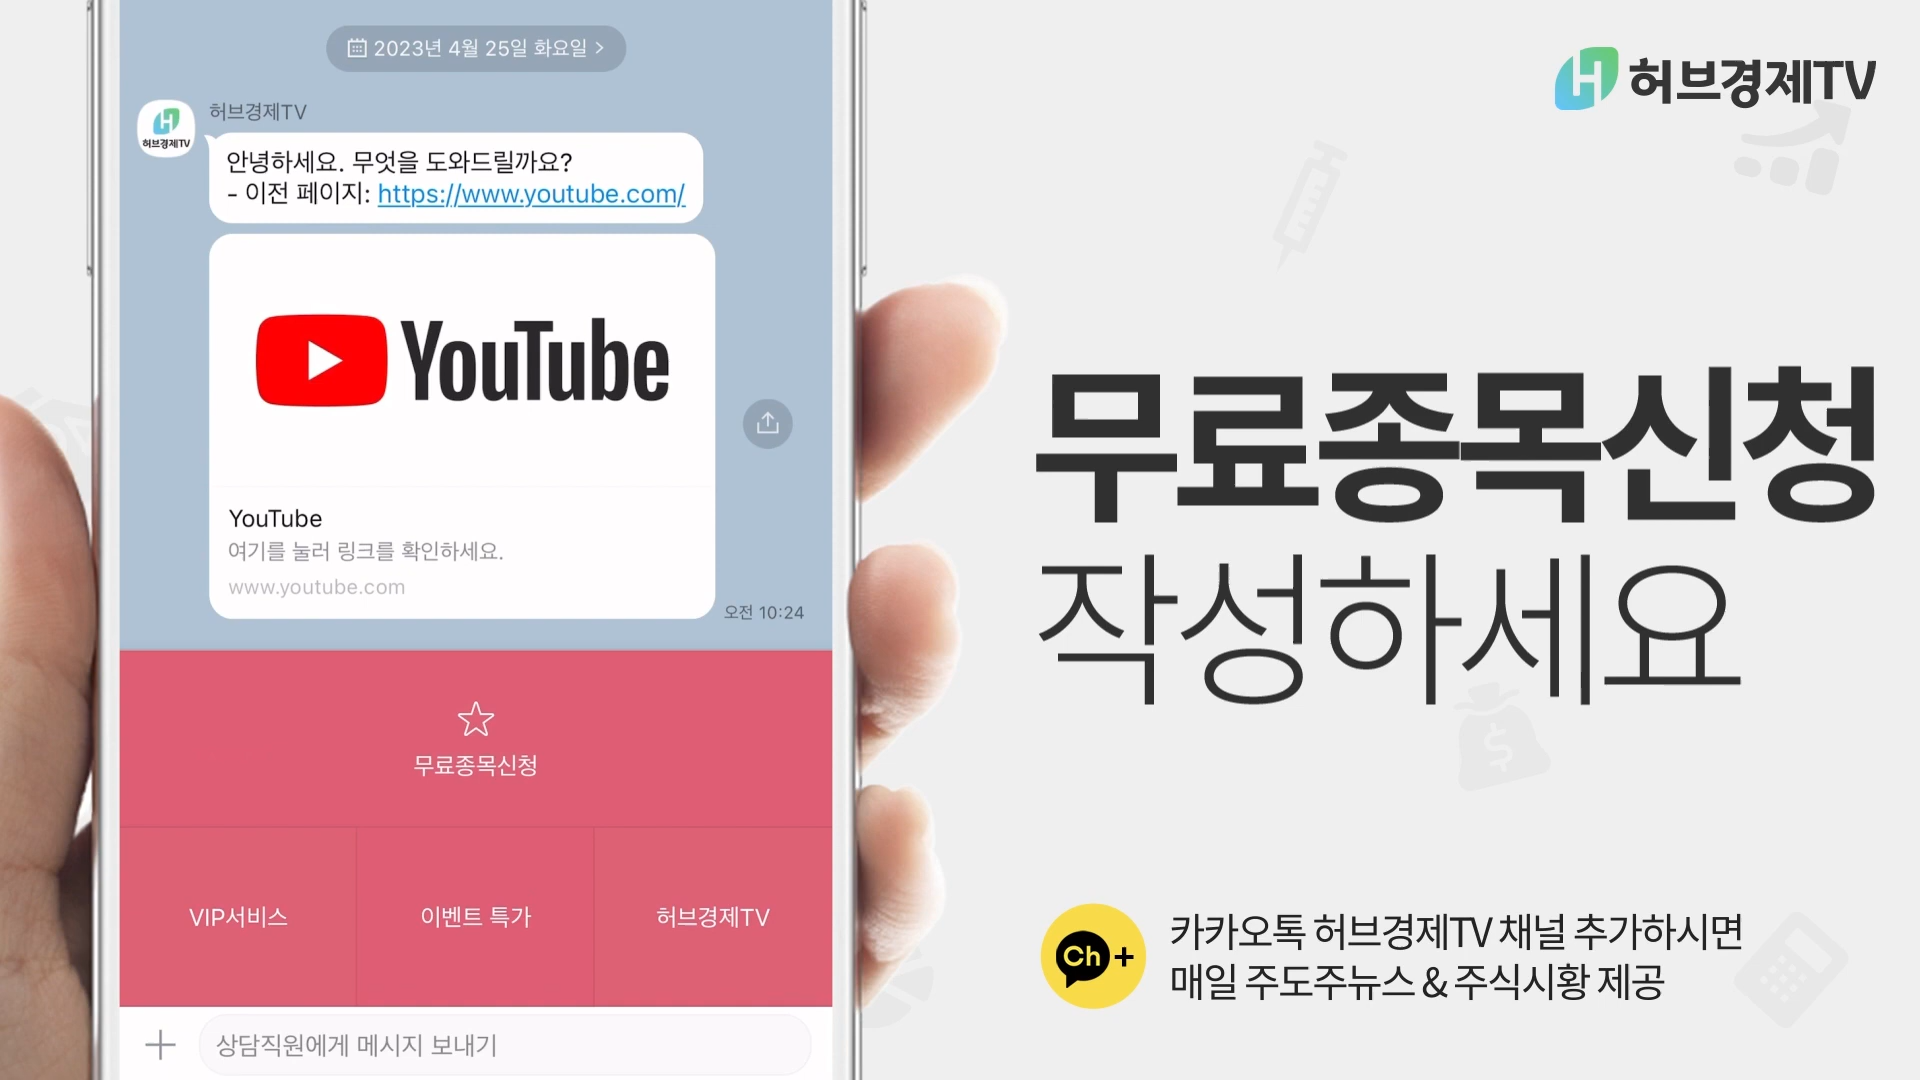 2023년 4월 25일 화요일 >
허브경제TV
허브경제TV
안녕하세요. 무엇을 도와드릴까요?
- 이전 페이지: https://www.youtube.com/
YouTube
YouTube
여기를 눌러 링크를 확인하세요.
www.youtube.com
오전 10:24
무료종목신청
VIP서비스
이벤트 특가
허브경제TV
상담직원에게 메시지 보내기
허브경제TV
무료종목신청
작성하세요
Ch+
카카오톡 허브경제TV 채널 추가하시면
매일 주도주뉴스 & 주식시황 제공